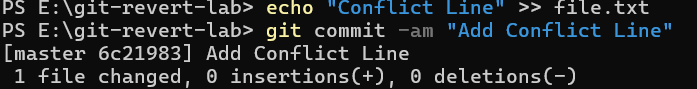 PS E:\git-revert-lab> echo "Conflict Line" >> file.txt
PS E:\git-revert-lab> git commit -am "Add Conflict Line"
[master 6c21983] Add Conflict Line
 1 file changed, 0 insertions(+), 0 deletions(-)